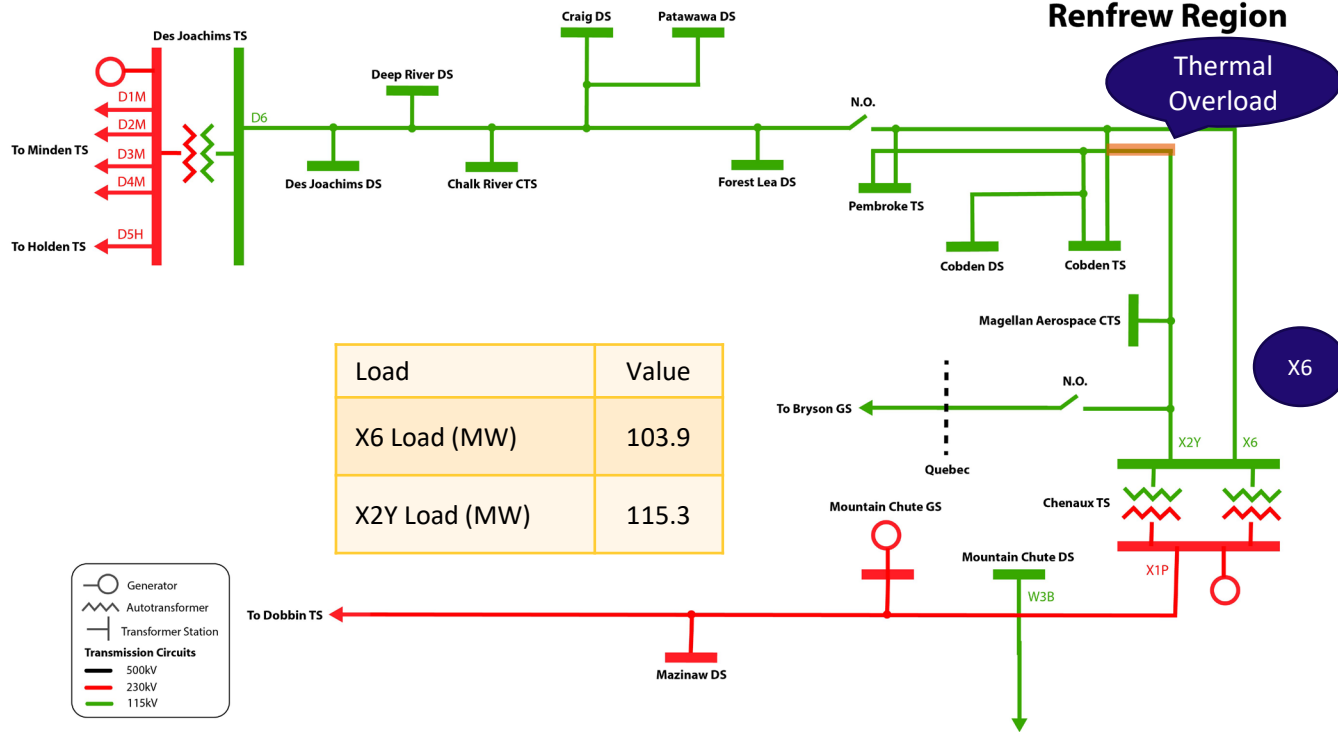 Renfrew Region
Thermal
Overload
Craig DS
Patawawa DS
Des Joachims TS
Deep River DS
N.O.
D1M
D2M
D3M
D4M
D5H
D6
To Minden TS
To Holden TS
Des Joachims DS
Chalk River CTS
Forest Lea DS
Pembroke TS
Cobden DS
Cobden TS
Magellan Aerospace CTS
X6
N.O.
To Bryson GS
Quebec
X2Y
X6
Chenaux TS
Load Value
X6 Load (MW) 103.9
X2Y Load (MW) 115.3
Mountain Chute GS
Mountain Chute DS
X1P
W3B
To Dobbin TS
Mazinaw DS
Generator
Autotransformer
Transformer Station
Transmission Circuits
500kV
230kV
115kV